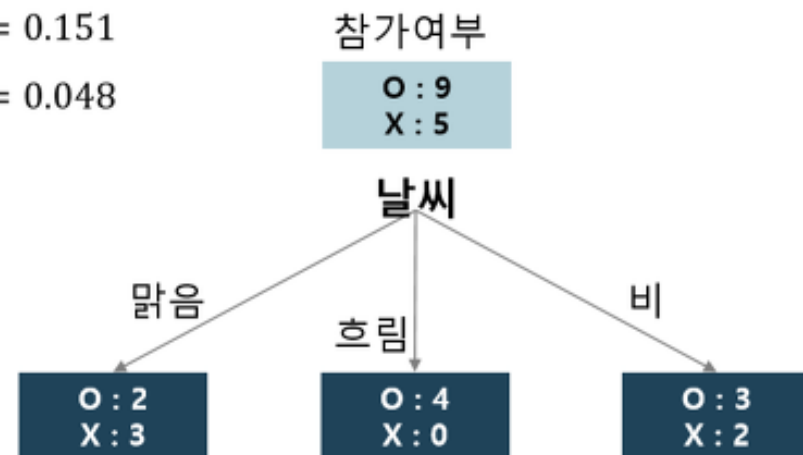 = 0.151
= 0.048
참가여부
O : 9
X : 5
날씨
맑음
흐림
비
O : 2
X : 3
O : 4
X : 0
O : 3
X : 2